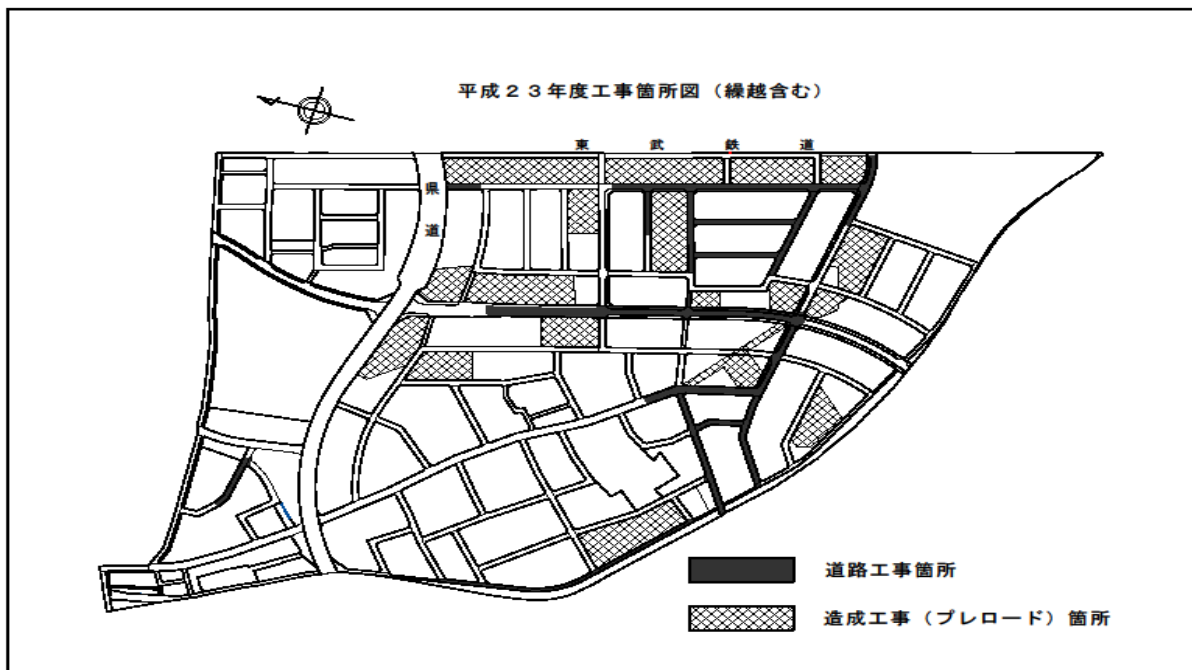 平成２３年度工事箇所図（繰越含む）
東武鉄道
県道
道路工事箇所
造成工事（プレロード）箇所